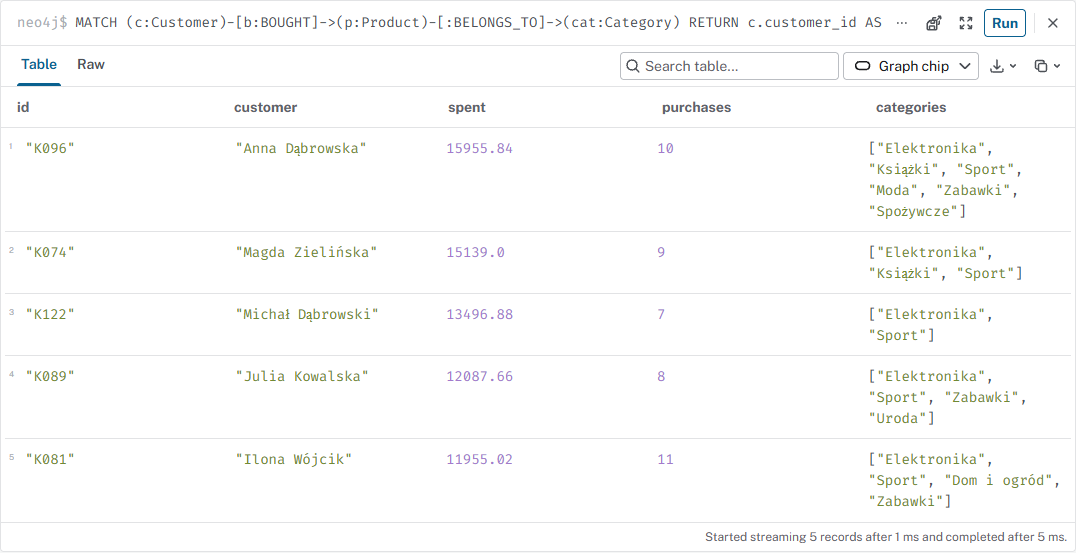 neo4j$ MATCH (c:Customer)-[b:BOUGHT]->(p:Product)-[:BELONGS_TO]->(cat:Category) RETURN c.customer_id AS ··· Run
Table Raw Search table... Graph chip
id customer spent purchases categories
1 "K096" "Anna Dąbrowska" 15955.84 10 ["Elektronika",
"Książki", "Sport",
"Moda", "Zabawki",
"Spożywcze"]
2 "K074" "Magda Zielińska" 15139.0 9 ["Elektronika",
"Książki", "Sport"]
3 "K122" "Michał Dąbrowski" 13496.88 7 ["Elektronika",
"Sport"]
4 "K089" "Julia Kowalska" 12087.66 8 ["Elektronika",
"Sport", "Zabawki",
"Uroda"]
5 "K081" "Ilona Wójcik" 11955.02 11 ["Elektronika",
"Sport", "Dom i ogród",
"Zabawki"]
Started streaming 5 records after 1 ms and completed after 5 ms.